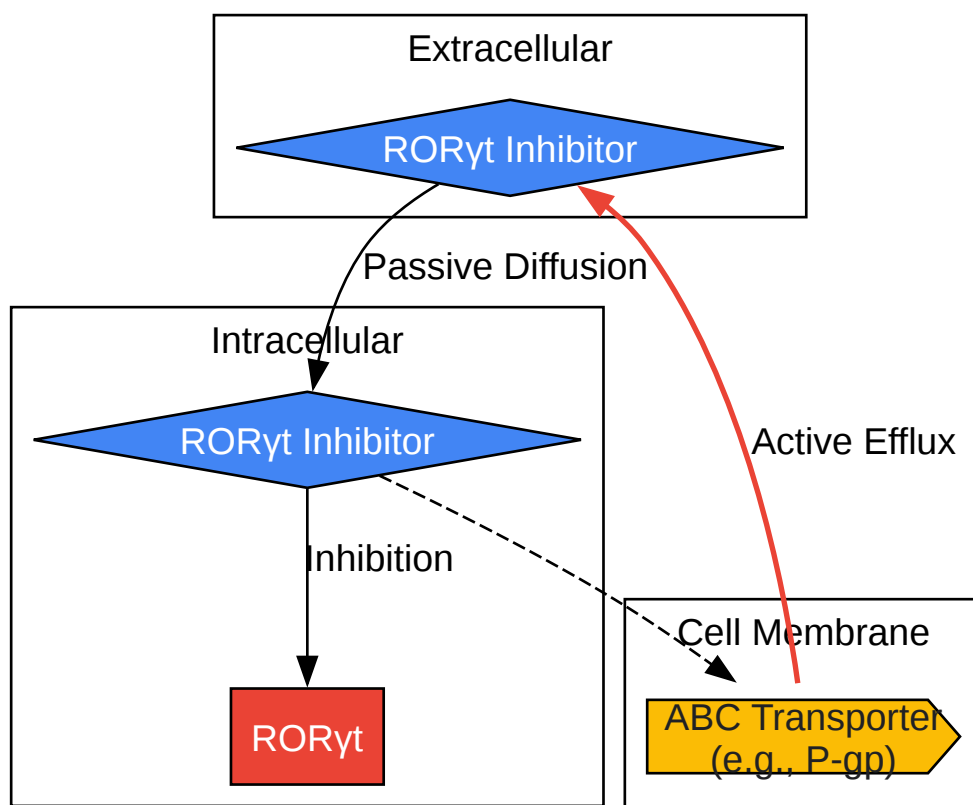 Extracellular
RORγt Inhibitor
Passive Diffusion
Intracellular
RORγt Inhibitor
Active Efflux
Inhibition
Cell Membrane
RORγt
ABC Transporter
(e.g., P-gp)